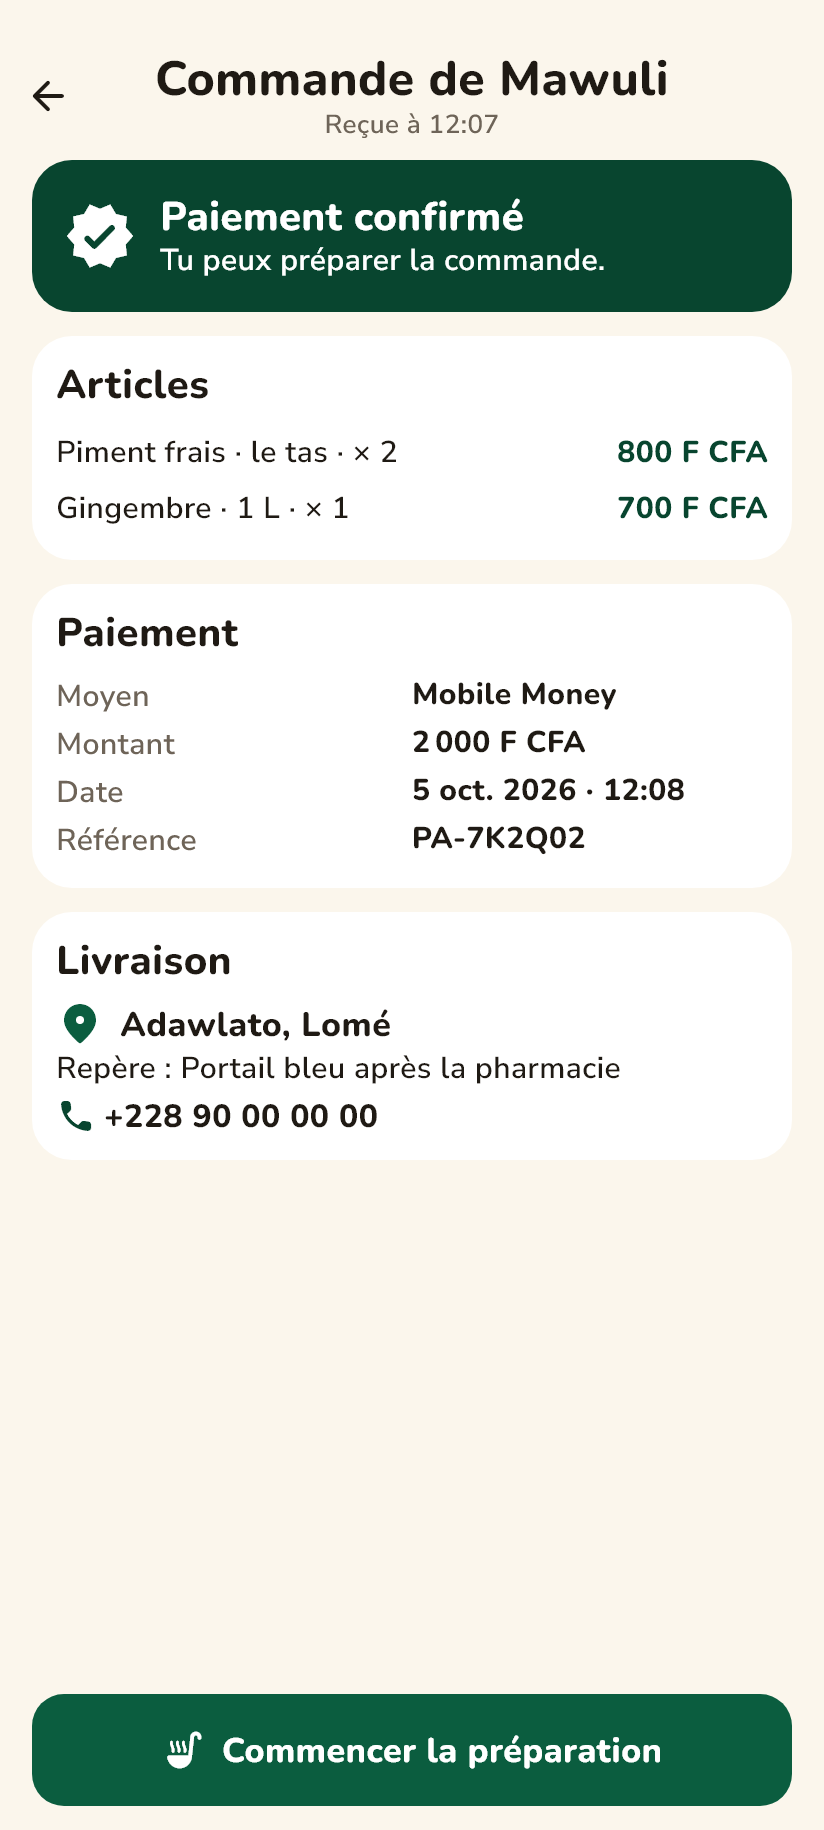 Commande de Mawuli
Reçue à 12:07
Paiement confirmé
Tu peux préparer la commande.
Articles
Piment frais · le tas · × 2 800 F CFA
Gingembre · 1 L · × 1 700 F CFA
Paiement
Moyen Mobile Money
Montant 2 000 F CFA
Date 5 oct. 2026 · 12:08
Référence PA-7K2Q02
Livraison
Adawlato, Lomé
Repère : Portail bleu après la pharmacie
+228 90 00 00 00
Commencer la préparation